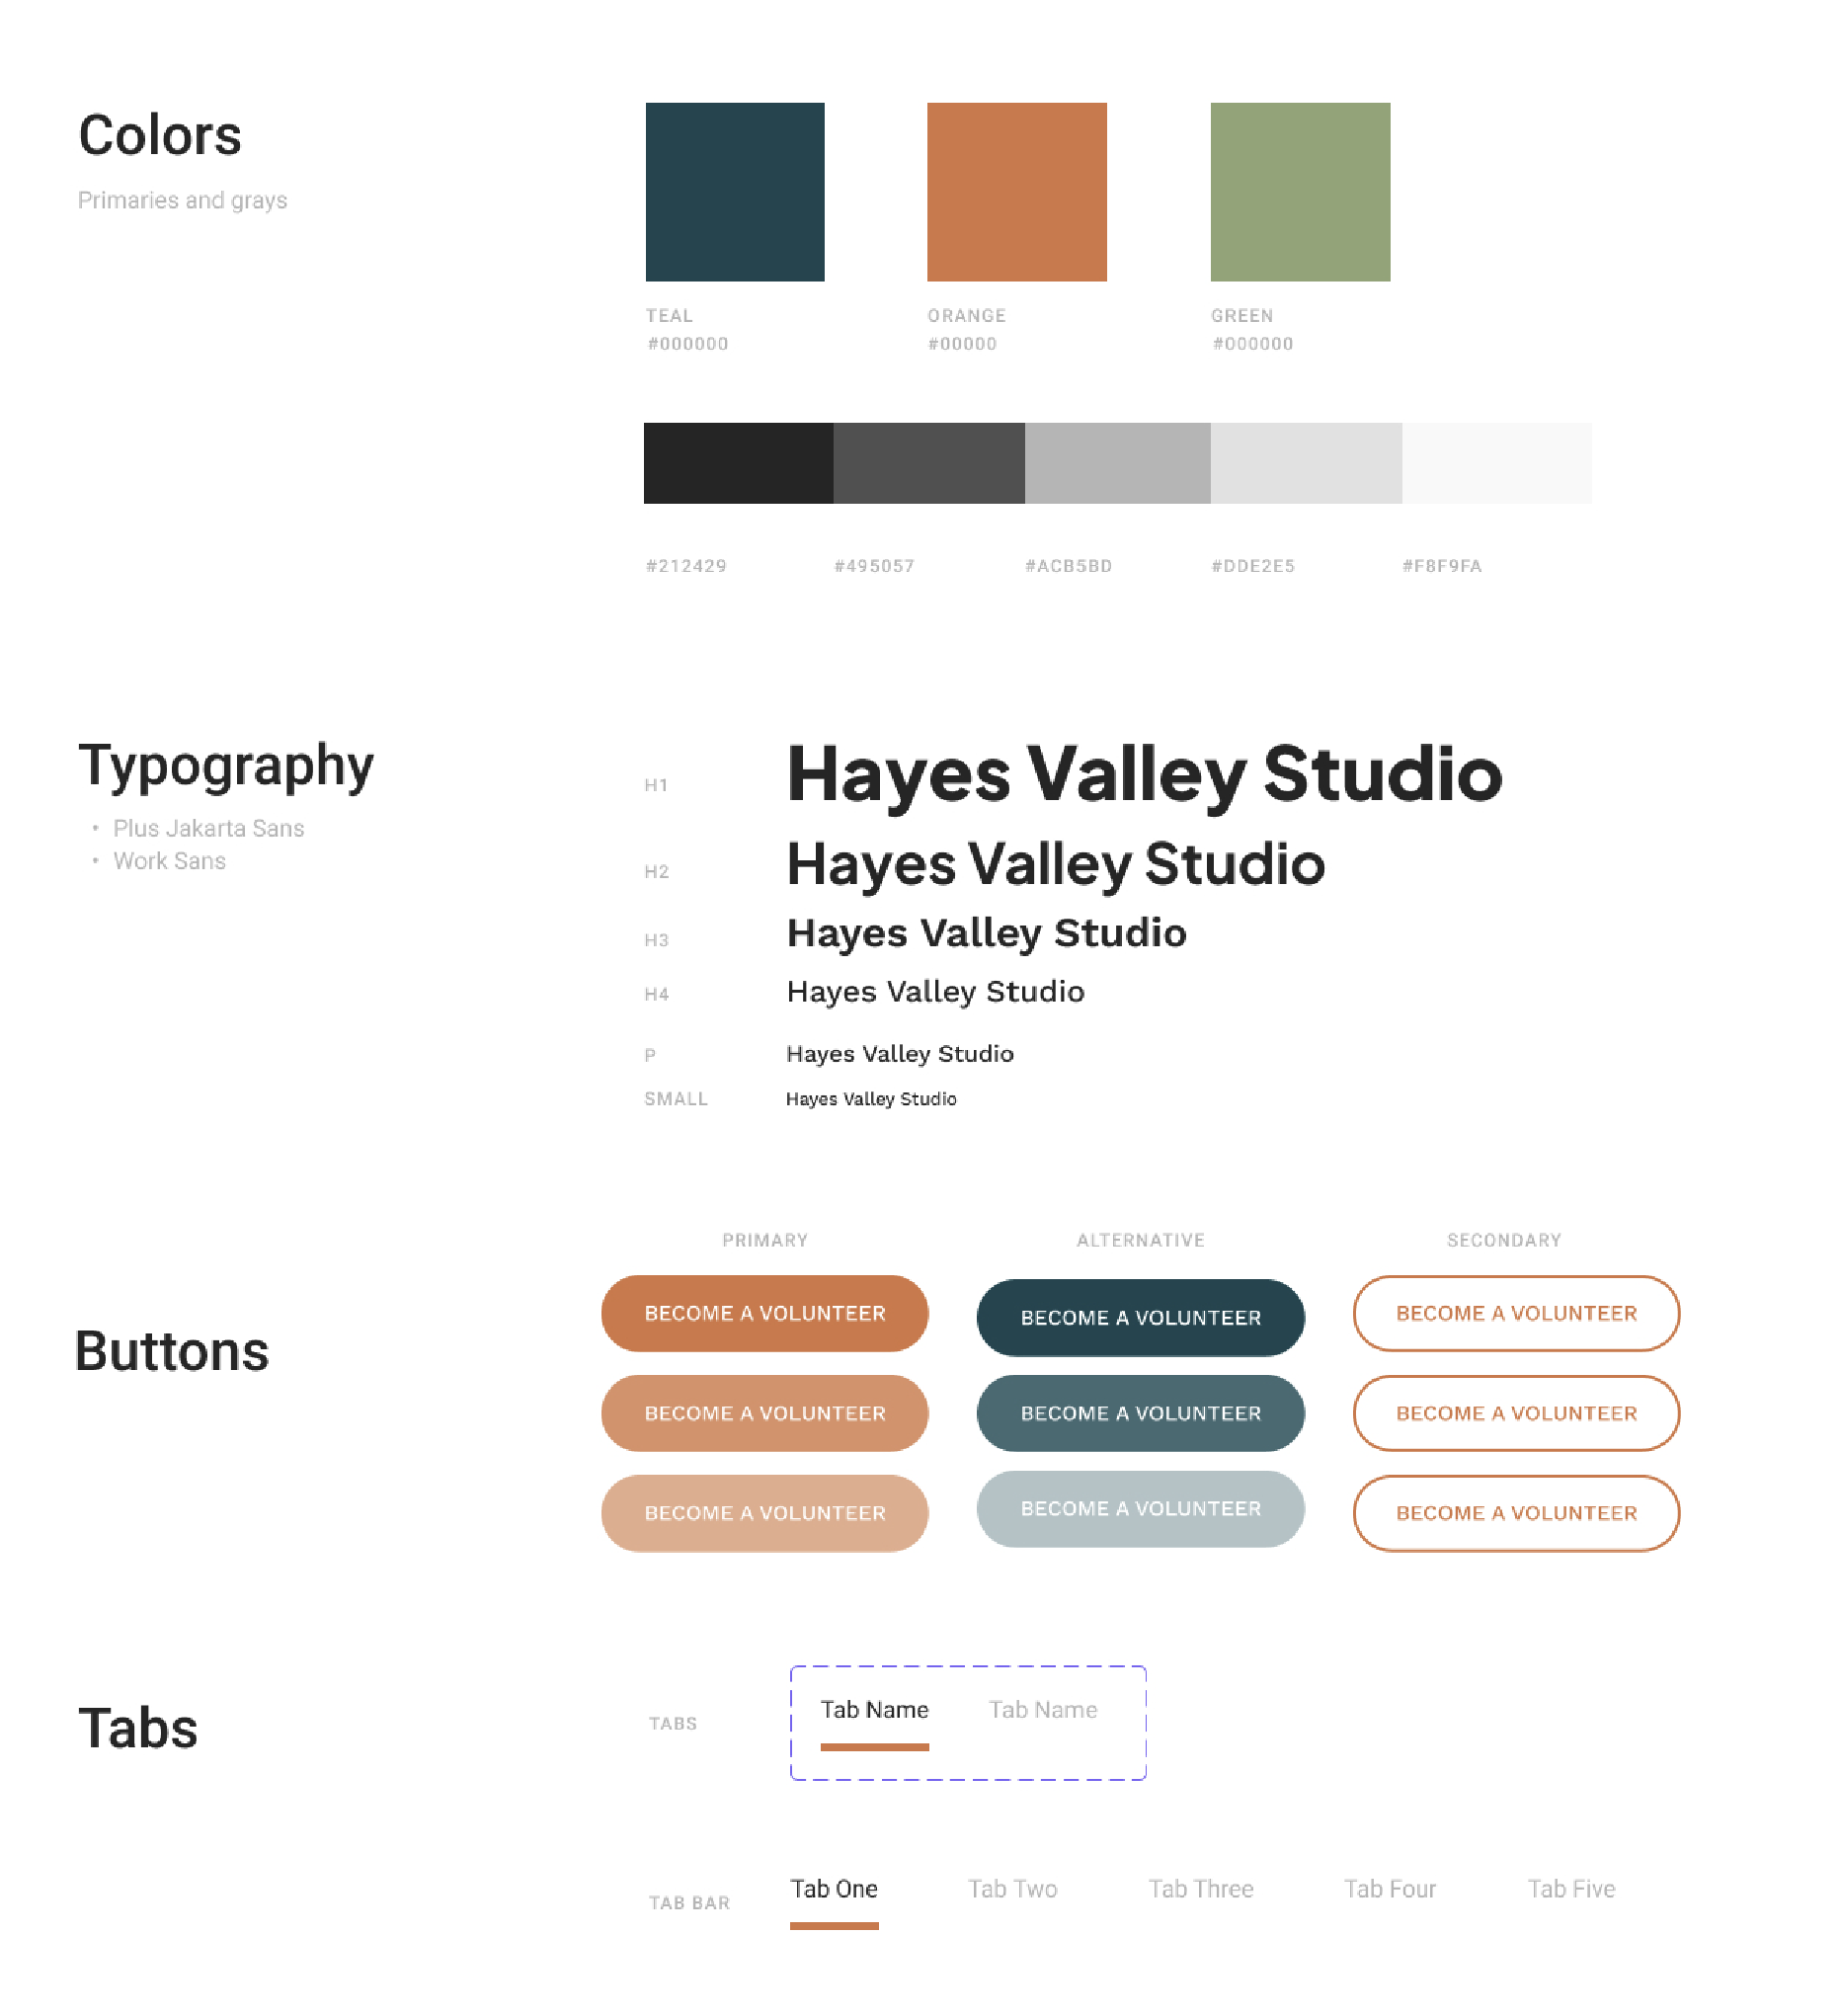 Colors
Primaries and grays
TEAL
#000000
ORANGE
#00000
GREEN
#000000
#212429
#495057
#ACB5BD
#DDE2E5
#F8F9FA
Typography
• Plus Jakarta Sans
• Work Sans
H1 Hayes Valley Studio
H2 Hayes Valley Studio
H3 Hayes Valley Studio
H4 Hayes Valley Studio
P Hayes Valley Studio
SMALL Hayes Valley Studio
Buttons
PRIMARY ALTERNATIVE SECONDARY
BECOME A VOLUNTEER BECOME A VOLUNTEER BECOME A VOLUNTEER
BECOME A VOLUNTEER BECOME A VOLUNTEER BECOME A VOLUNTEER
BECOME A VOLUNTEER BECOME A VOLUNTEER BECOME A VOLUNTEER
Tabs
TABS Tab Name Tab Name
TAB BAR Tab One Tab Two Tab Three Tab Four Tab Five